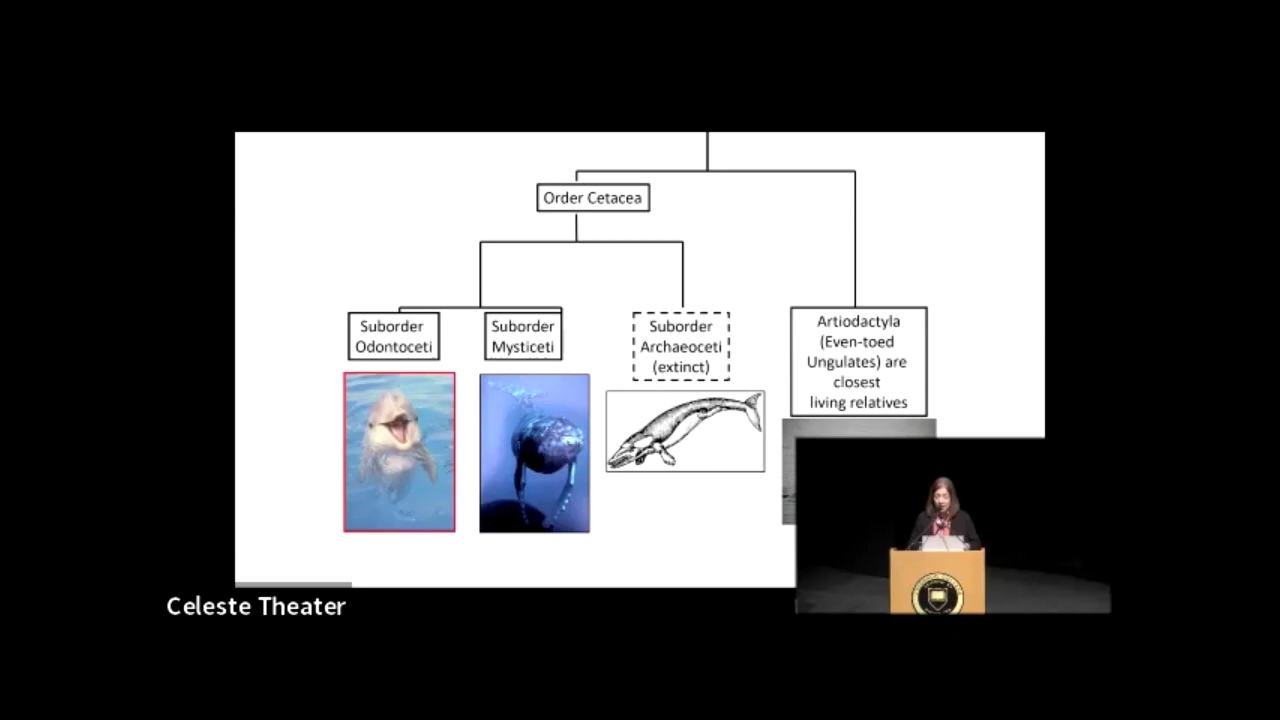 Order Cetacea
Suborder
Odontoceti
Suborder
Mysticeti
Suborder
Archaeoceti
(extinct)
Artiodactyla
(Even-toed
Ungulates) are
closest
living relatives
Celeste Theater